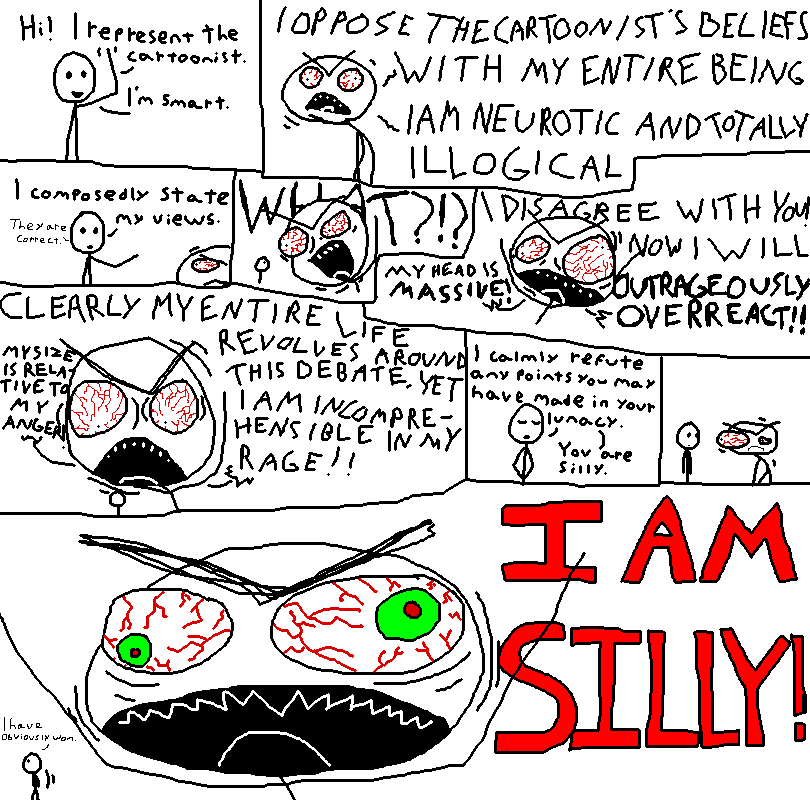 Hi! I represent the
cartoonist.
I'm smart.
I OPPOSE THE CARTOONIST'S BELIEFS
WITH MY ENTIRE BEING
I AM NEUROTIC AND TOTALLY
ILLOGICAL
I composedly state
my views.
They are
correct.
WHAT?!?
I DISAGREE WITH YOU!
NOW I WILL
OUTRAGEOUSLY
OVERREACT!!
MY HEAD IS
MASSIVE!
CLEARLY MY ENTIRE LIFE
REVOLVES AROUND
THIS DEBATE, YET
I AM INCOMPRE-
HENSIBLE IN MY
RAGE!!
MY SIZE
IS RELA-
TIVE TO
MY
ANGER!
I calmly refute
any points you may
have made in your
lunacy.
You are
silly.
I AM
SILLY!
I have
obviously won.